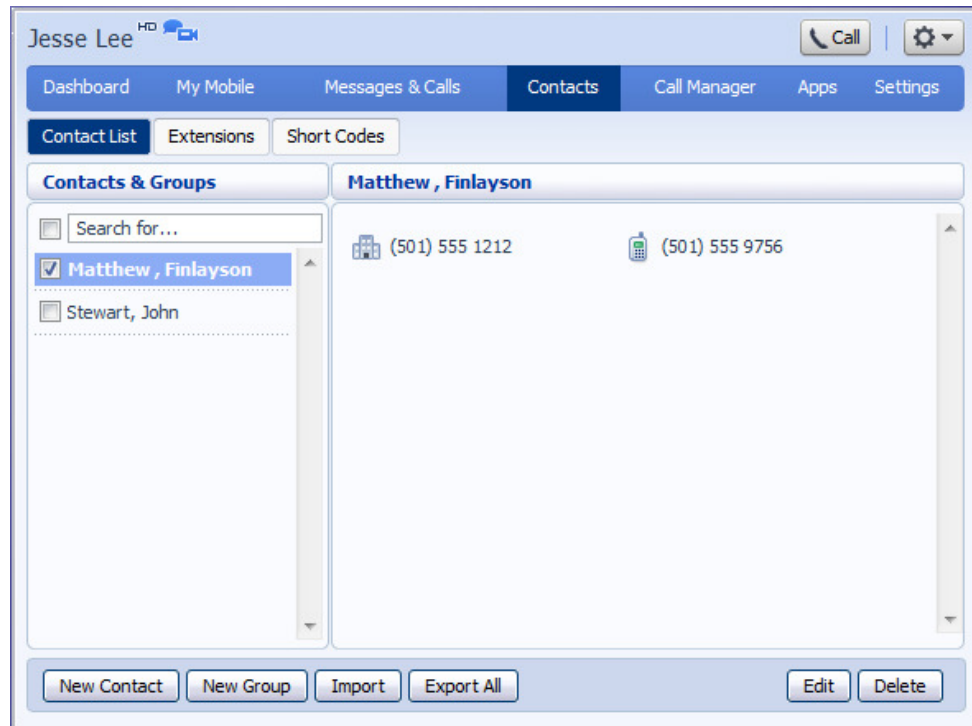 Jesse Lee HD
Call
Dashboard My Mobile Messages & Calls Contacts Call Manager Apps Settings
Contact List Extensions Short Codes
Contacts & Groups
Matthew , Finlayson
Search for...
Matthew , Finlayson
Stewart, John
(501) 555 1212 (501) 555 9756
New Contact New Group Import Export All Edit Delete